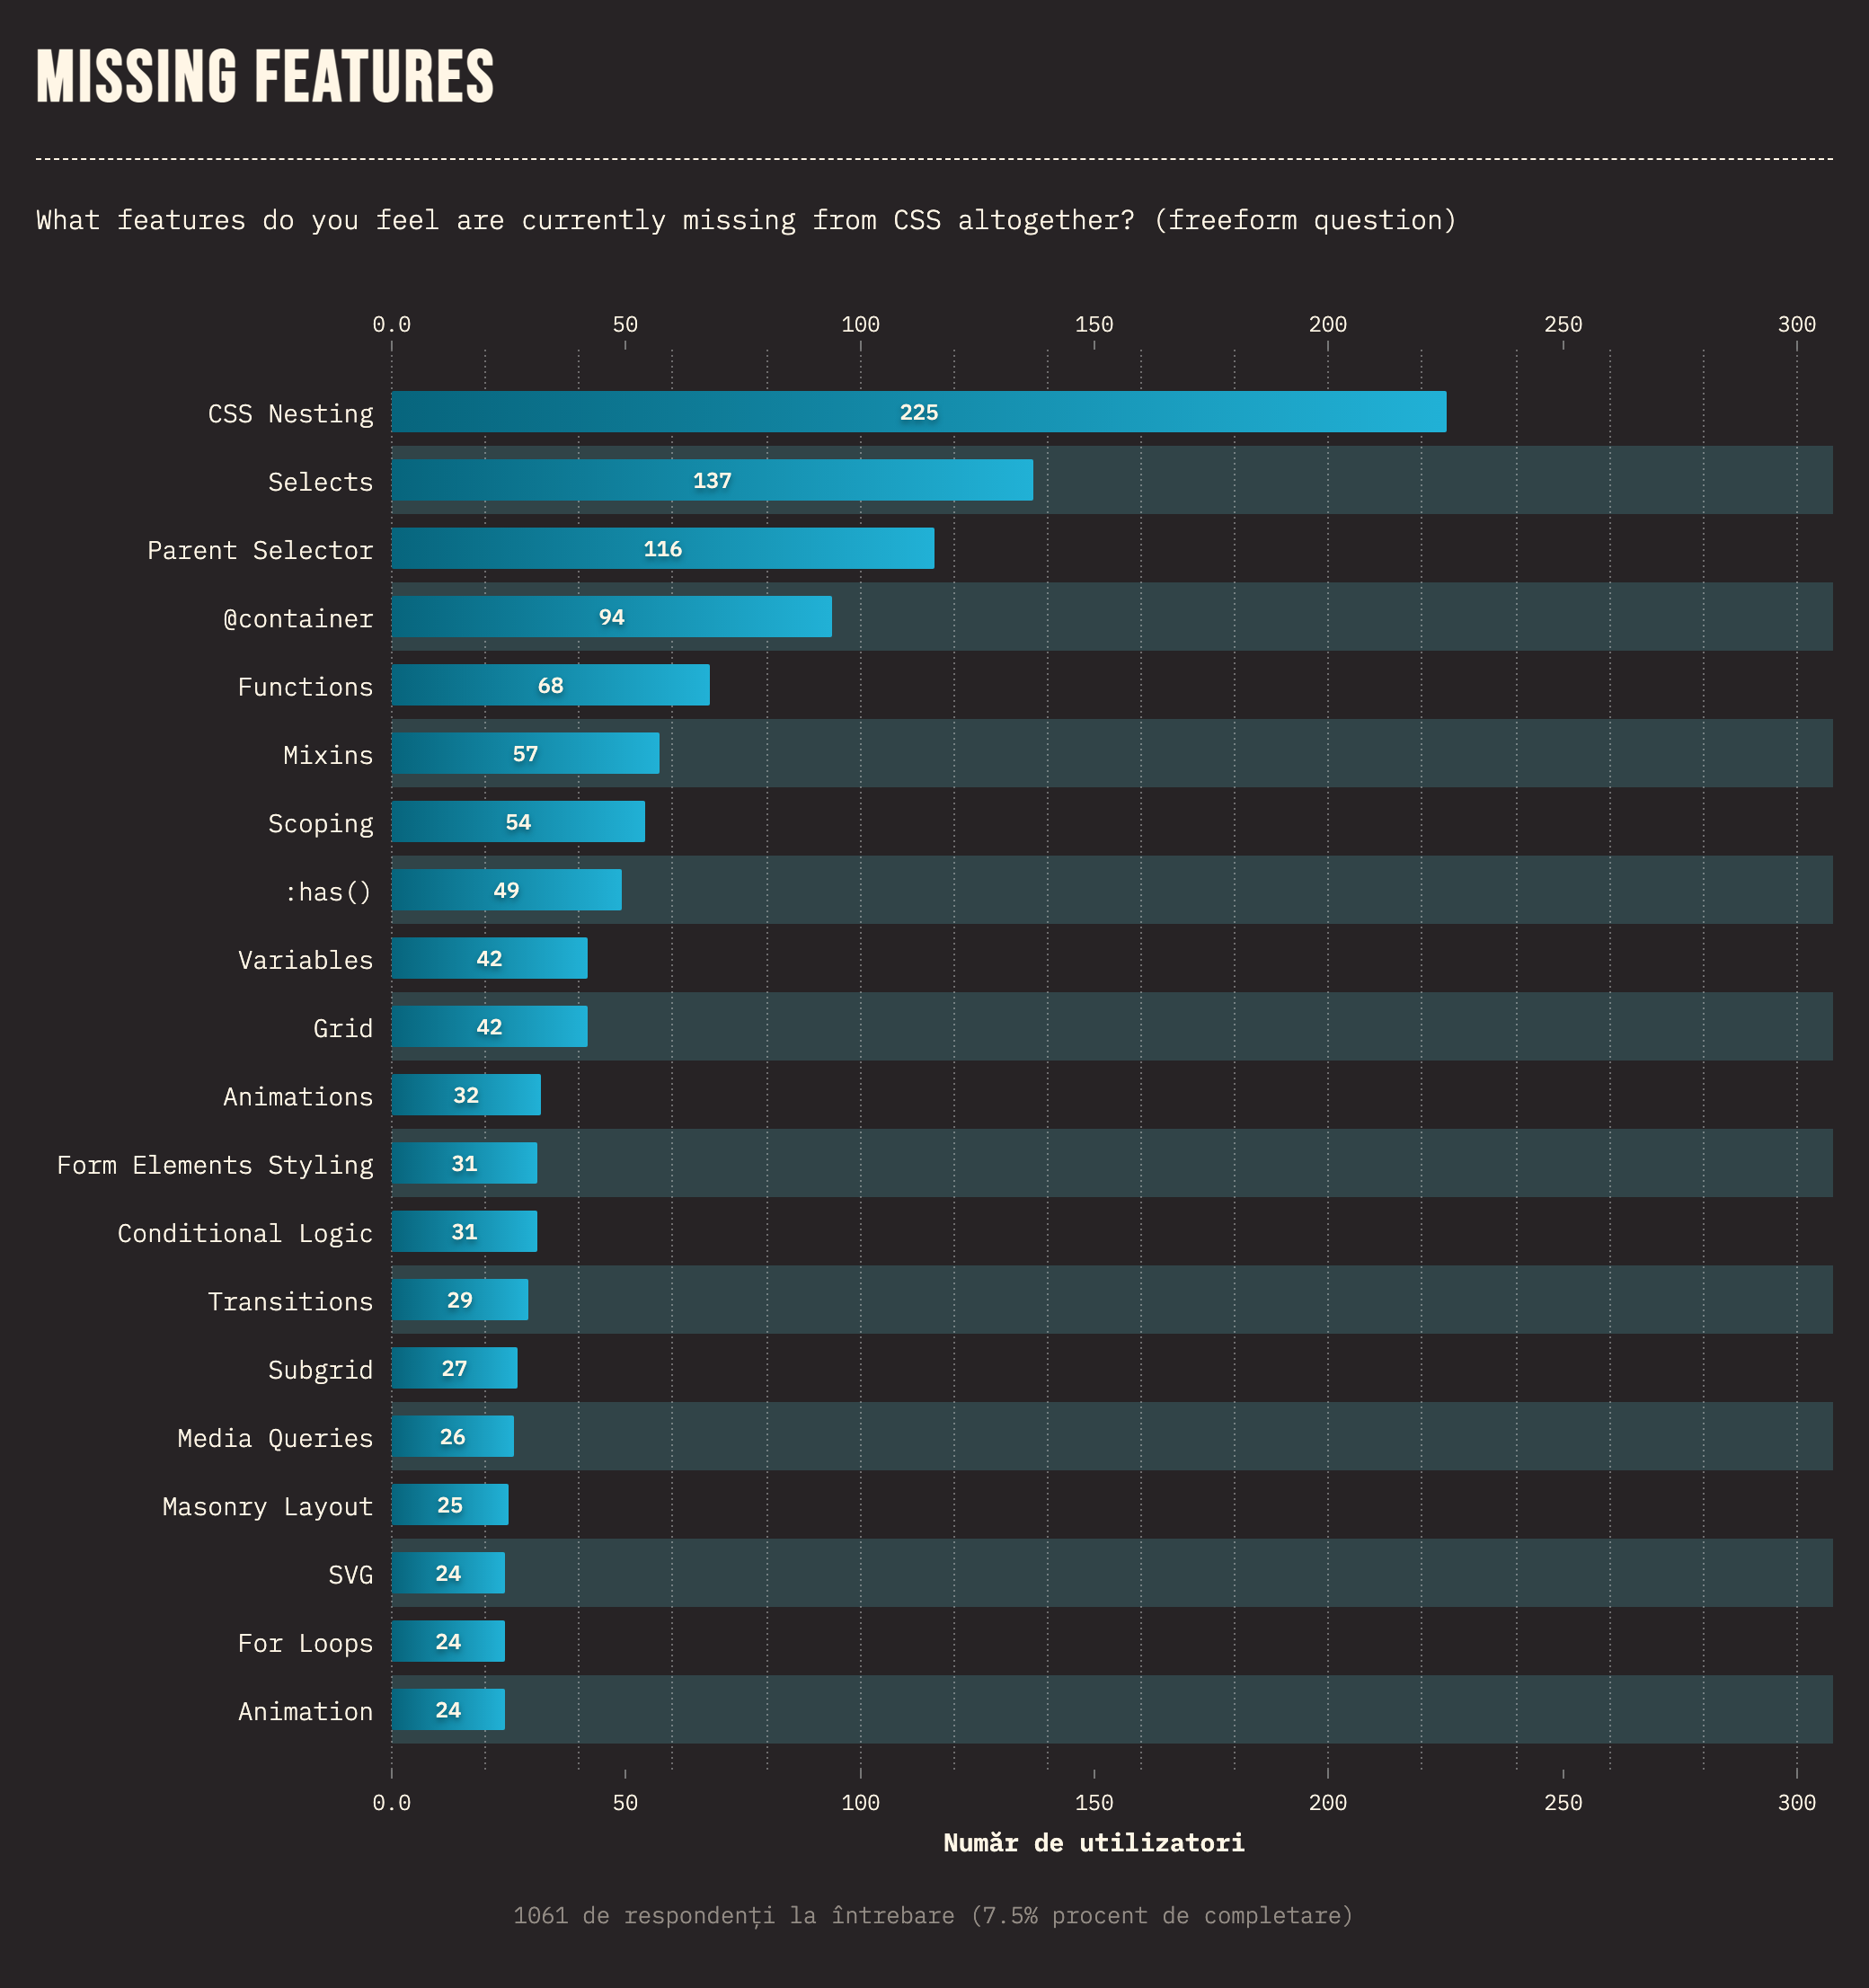 MISSING FEATURES
What features do you feel are currently missing from CSS altogether? (freeform question)
0.0 50 100 150 200 250 300
CSS Nesting 225
Selects 137
Parent Selector 116
@container 94
Functions 68
Mixins 57
Scoping 54
:has() 49
Variables 42
Grid 42
Animations 32
Form Elements Styling 31
Conditional Logic 31
Transitions 29
Subgrid 27
Media Queries 26
Masonry Layout 25
SVG 24
For Loops 24
Animation 24
0.0 50 100 150 200 250 300
Număr de utilizatori
1061 de respondenți la întrebare (7.5% procent de completare)